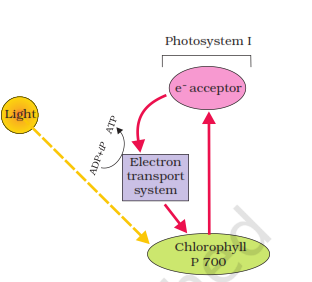 Photosystem I
e⁻ acceptor
Light
ADP+iP ATP
Electron
transport
system
Chlorophyll
P 700